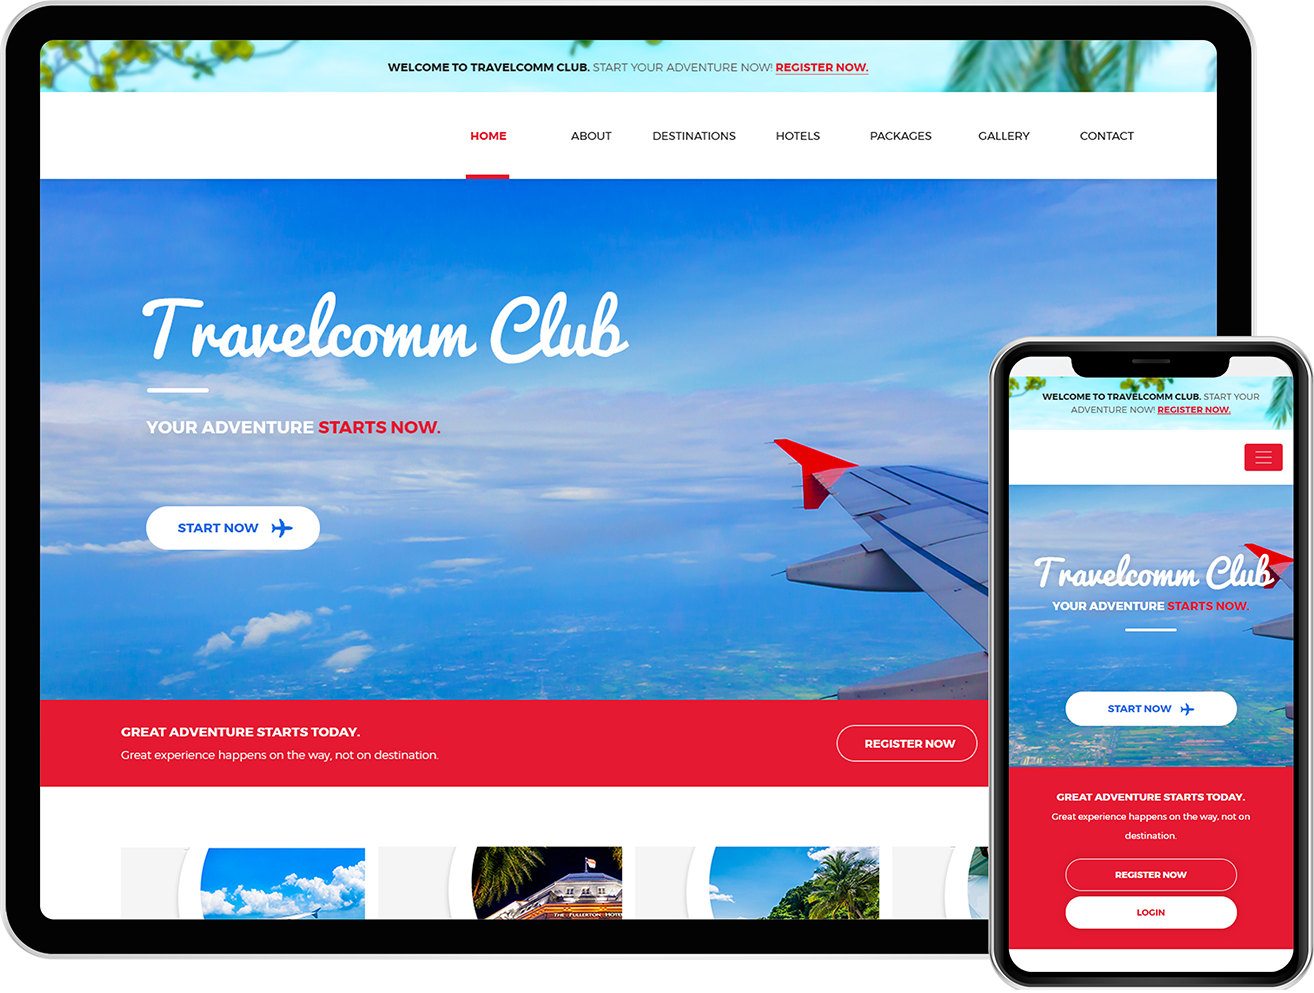 WELCOME TO TRAVELCOMM CLUB. START YOUR ADVENTURE NOW! REGISTER NOW.
HOME ABOUT DESTINATIONS HOTELS PACKAGES GALLERY CONTACT
Travelcomm Club
YOUR ADVENTURE STARTS NOW.
START NOW
GREAT ADVENTURE STARTS TODAY.
Great experience happens on the way, not on destination.
REGISTER NOW
THE FULLERTON HOTEL
WELCOME TO TRAVELCOMM CLUB. START YOUR
ADVENTURE NOW! REGISTER NOW.
Travelcomm Club
YOUR ADVENTURE STARTS NOW.
START NOW
GREAT ADVENTURE STARTS TODAY.
Great experience happens on the way, not on
destination.
REGISTER NOW
LOGIN